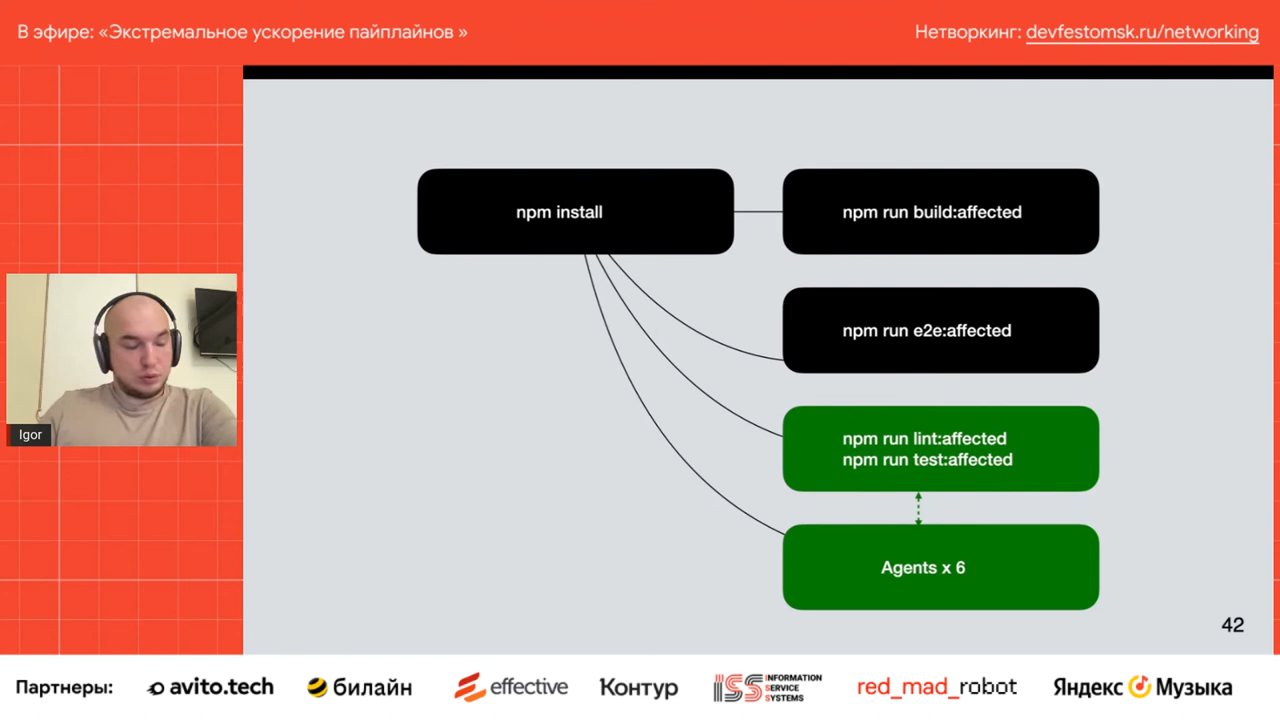 В эфире: «Экстремальное ускорение пайплайнов »
Нетворкинг: devfestomsk.ru/networking
npm install
npm run build:affected
npm run e2e:affected
npm run lint:affected
npm run test:affected
Agents x 6
42
Igor
Партнеры:
avito.tech
билайн
effective
Контур
ISS INFORMATION
SERVICE
SYSTEMS
red_mad_robot
Яндекс Музыка